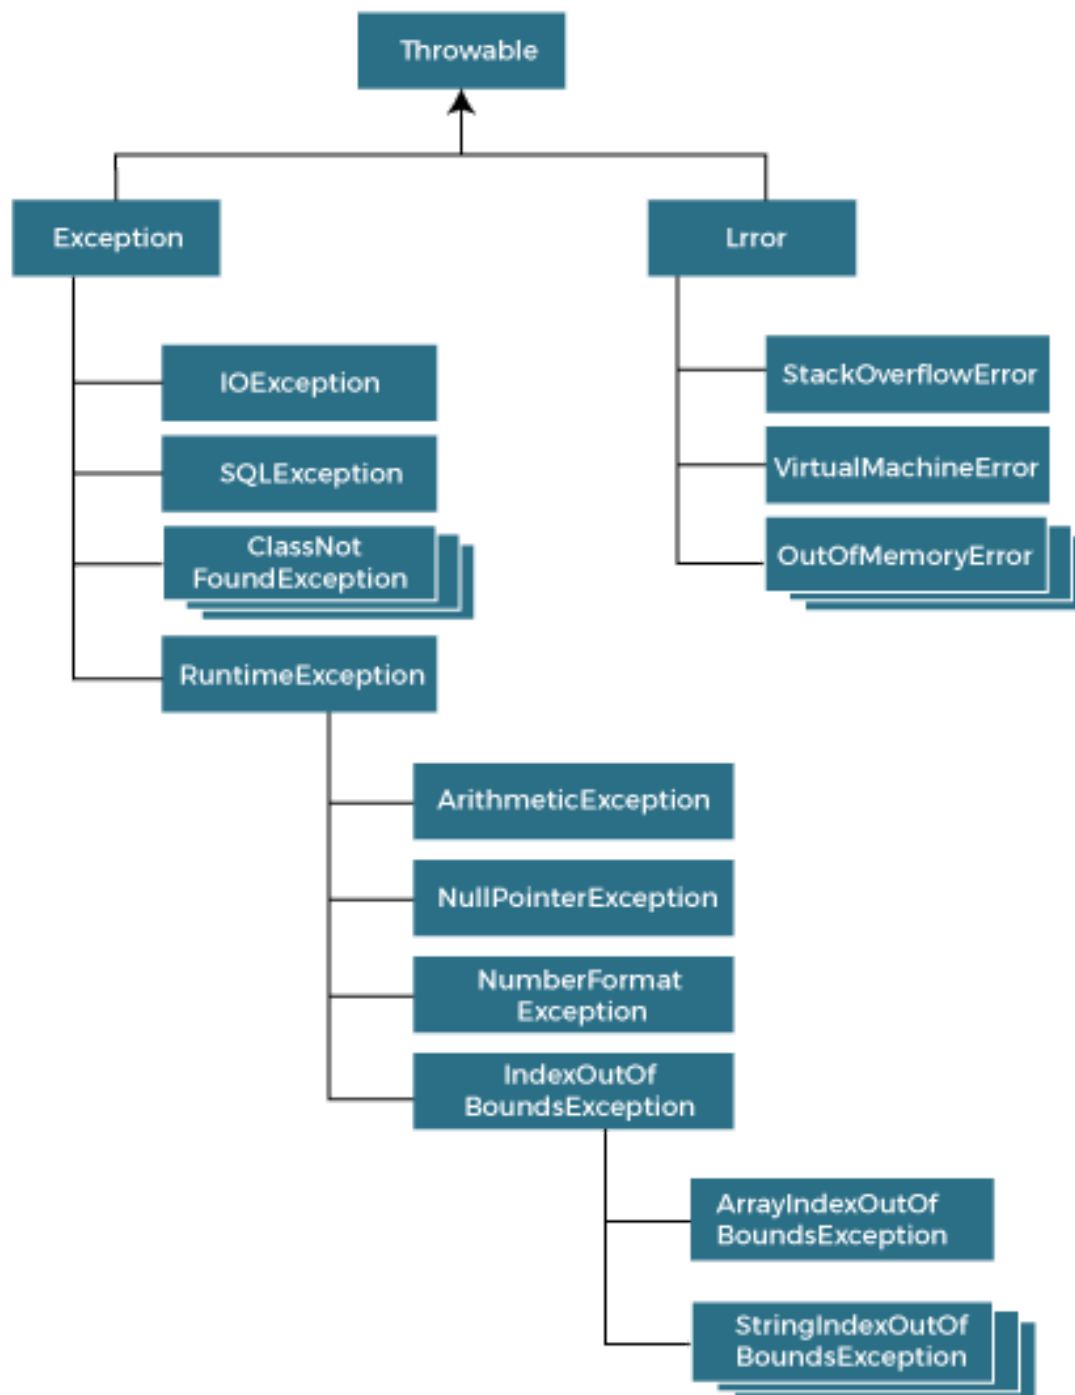 Throwable
Exception
Lrror
IOException
SQLException
ClassNot
FoundException
RuntimeException
StackOverflowError
VirtualMachineError
OutOfMemoryError
ArithmeticException
NullPointerException
NumberFormat
Exception
IndexOutOf
BoundsException
ArrayIndexOutOf
BoundsException
StringIndexOutOf
BoundsException